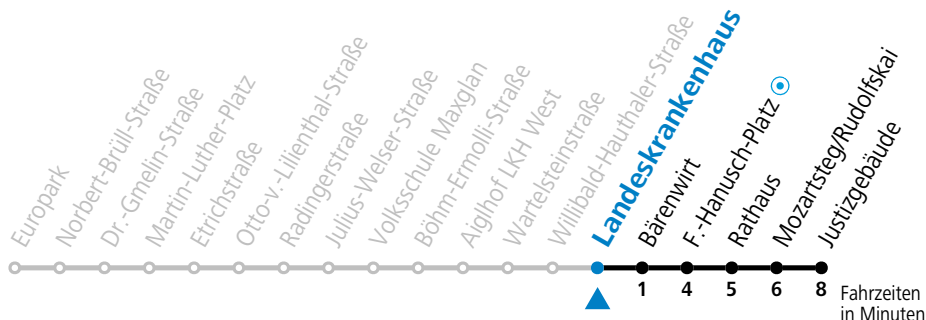 Europark
Norbert-Brüll-Straße
Dr.-Gmelin-Straße
Martin-Luther-Platz
Etrichstraße
Otto-v.-Lilienthal-Straße
Radingerstraße
Julius-Welser-Straße
Volksschule Maxglan
Böhm-Ermolli-Straße
Aiglhof LKH West
Wartelsteinstraße
Willibald-Hauthaler-Straße
Landeskrankenhaus
Bärenwirt
F.-Hanusch-Platz
Rathaus
Mozartsteg/Rudolfskai
Justizgebäude
1 4 5 6 8
Fahrzeiten
in Minuten